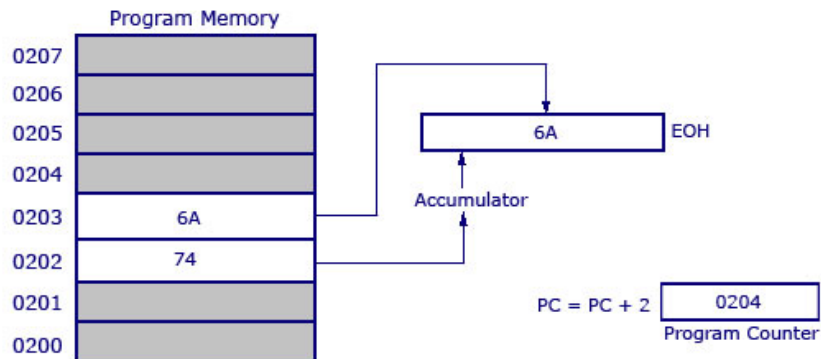 Program Memory
0207
0206
0205
0204
0203
0202
0201
0200
6A
74
6A
EOH
Accumulator
PC = PC + 2
0204
Program Counter